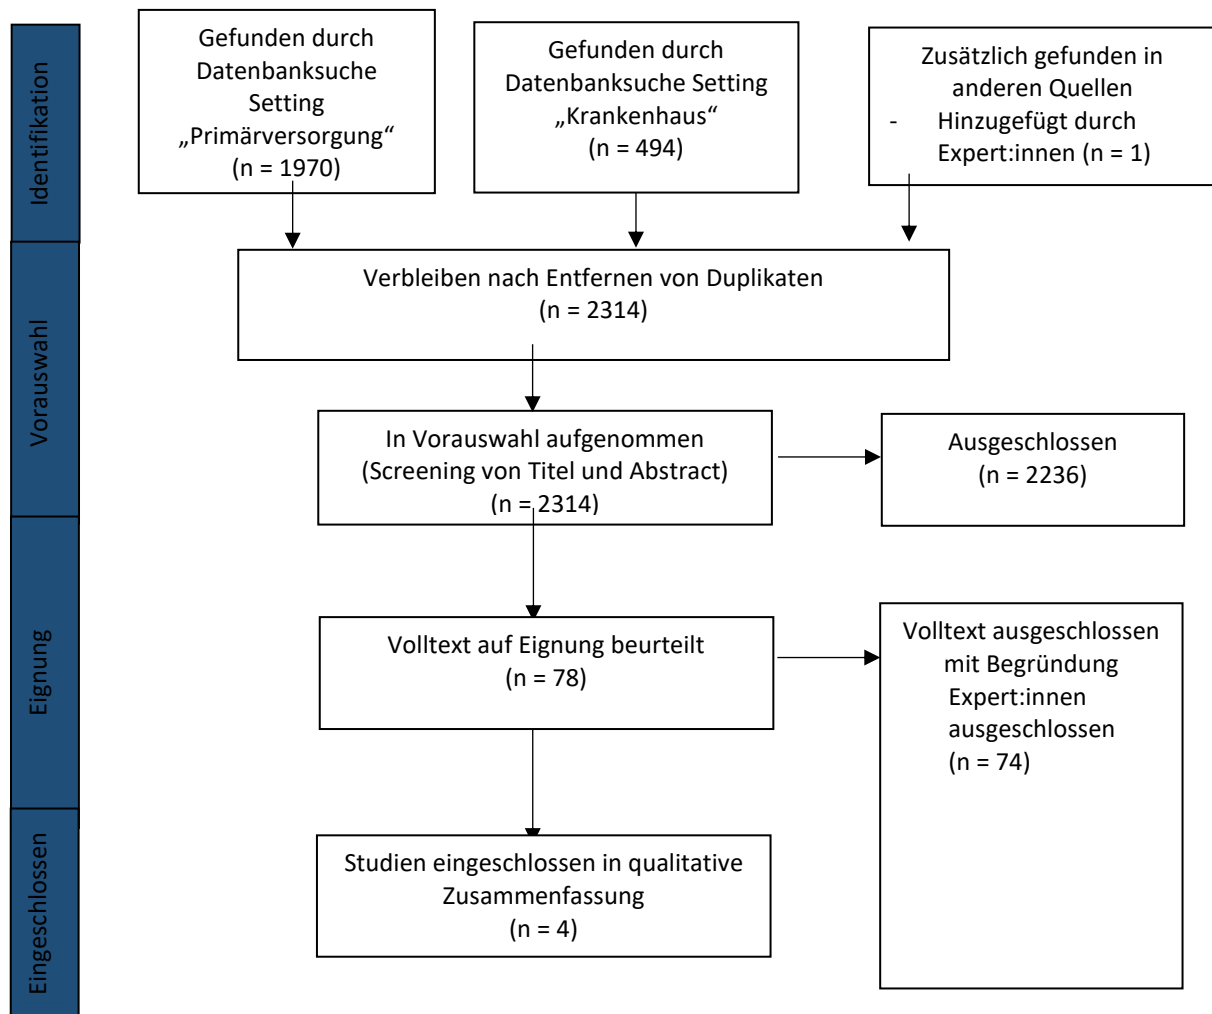 Identifikation
Gefunden durch
Datenbanksuche
Setting
„Primärversorgung“
(n = 1970)
Gefunden durch
Datenbanksuche Setting
„Krankenhaus“
(n = 494)
Zusätzlich gefunden in
anderen Quellen
- Hinzugefügt durch
Expert:innen (n = 1)
Vorauswahl
Verbleiben nach Entfernen von Duplikaten
(n = 2314)
In Vorauswahl aufgenommen
(Screening von Titel und Abstract)
(n = 2314)
Ausgeschlossen
(n = 2236)
Eignung
Volltext auf Eignung beurteilt
(n = 78)
Volltext ausgeschlossen
mit Begründung
Expert:innen
ausgeschlossen
(n = 74)
Eingeschlossen
Studien eingeschlossen in qualitative
Zusammenfassung
(n = 4)